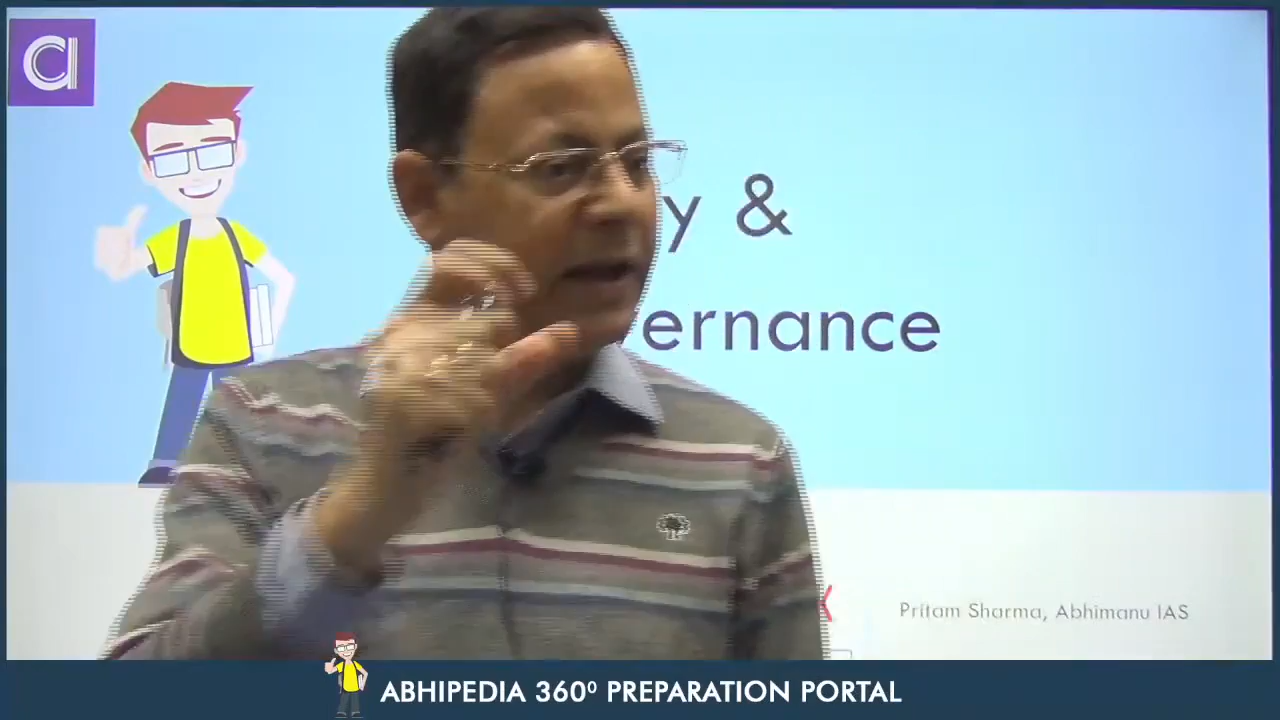 y &
ernance
Pritam Sharma, Abhimanu IAS
ABHIPEDIA 360⁰ PREPARATION PORTAL